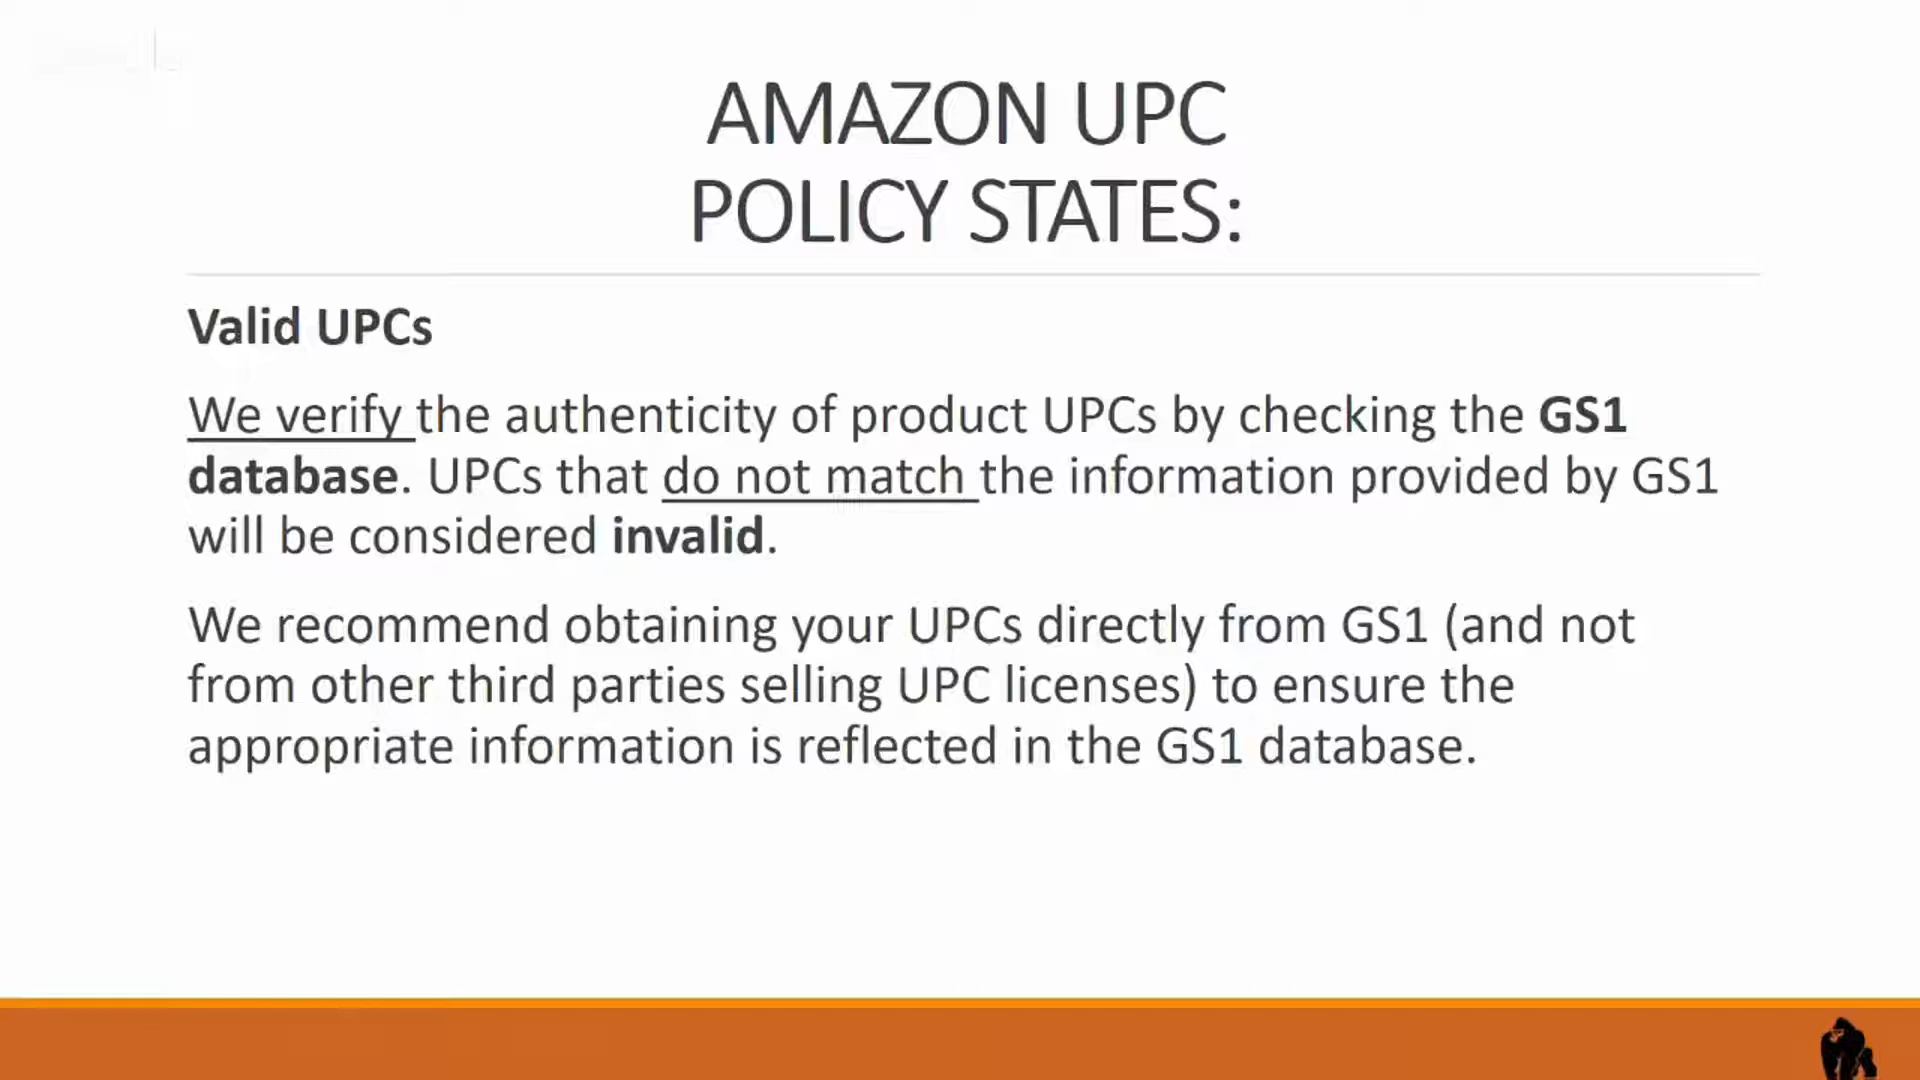 AMAZON UPC
POLICY STATES:
Valid UPCs
We verify the authenticity of product UPCs by checking the GS1
database. UPCs that do not match the information provided by GS1
will be considered invalid.
We recommend obtaining your UPCs directly from GS1 (and not
from other third parties selling UPC licenses) to ensure the
appropriate information is reflected in the GS1 database.